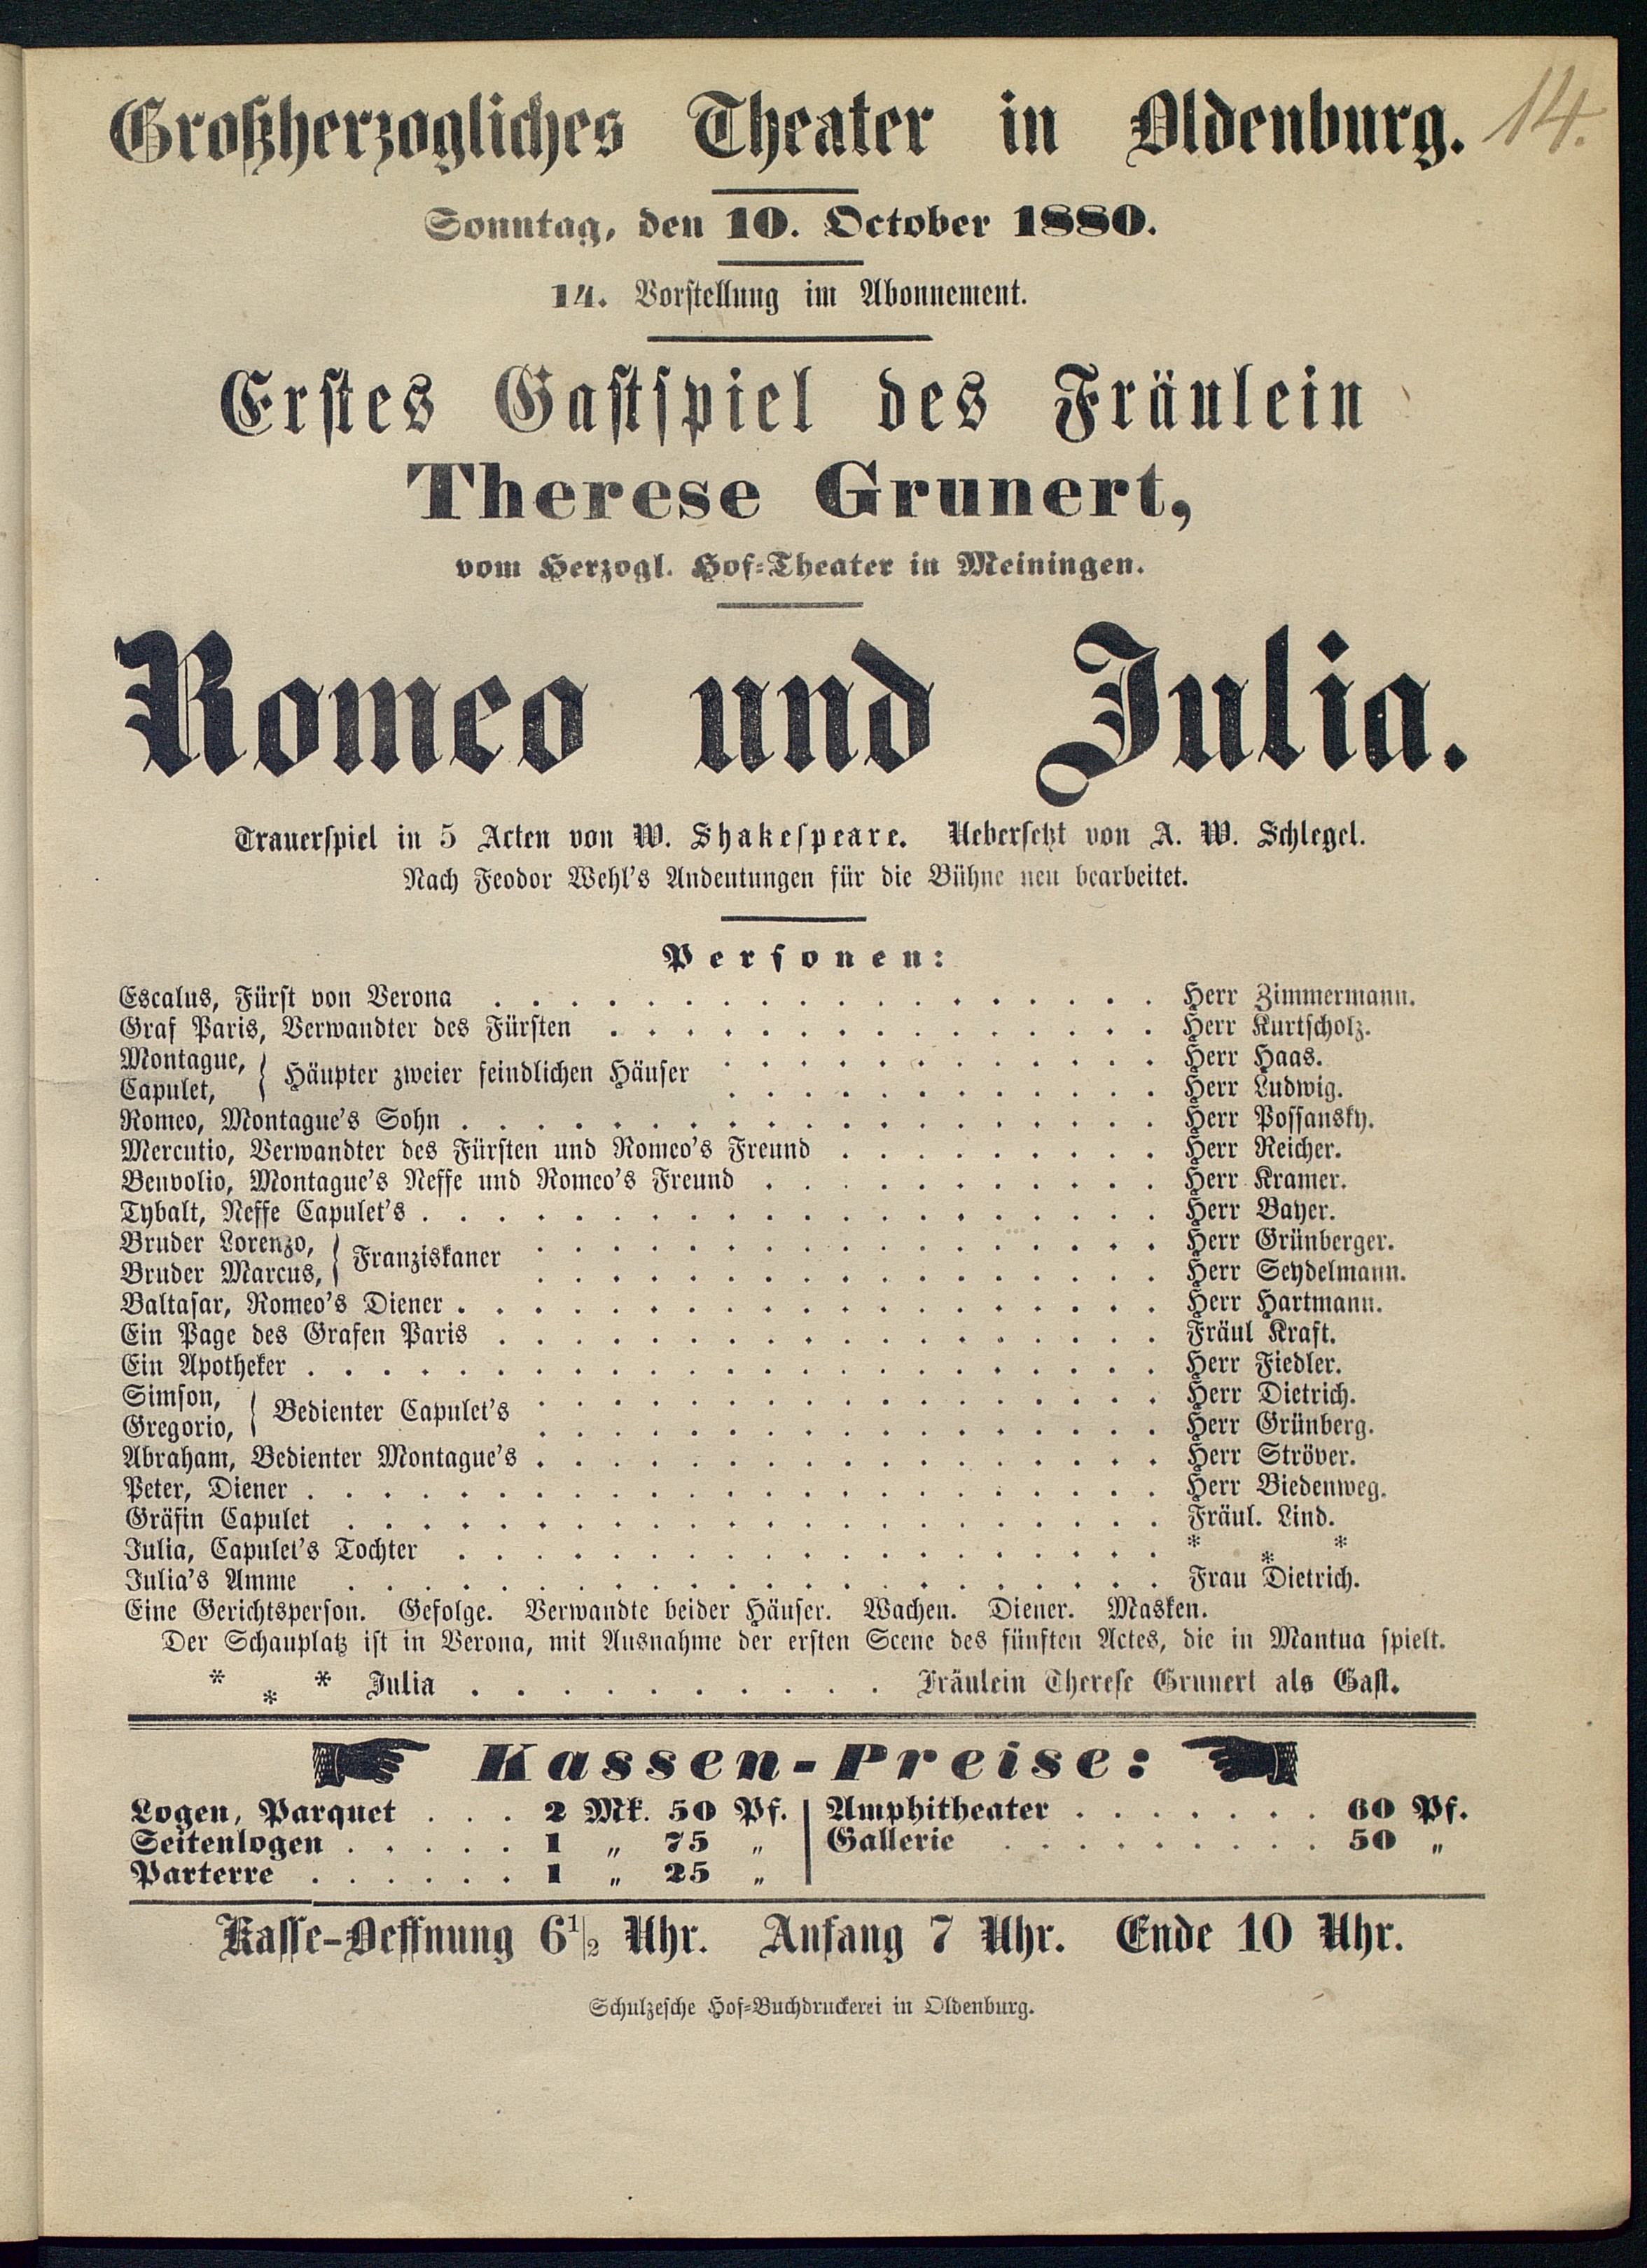 Großherzogliches Theater in Oldenburg.
14.
Sonntag, den 10. October 1880.
14. Vorstellung im Abonnement.
Erstes Gastspiel des Fräulein
Therese Grunert,
vom Herzogl. Hof-Theater in Meiningen.
Romeo und Julia.
Trauerspiel in 5 Acten von W. Shakespeare. Uebersetzt von A. W. Schlegel.
Nach Feodor Wehl's Andeutungen für die Bühne neu bearbeitet.
Personen:
Escalus, Fürst von Verona . . . . . Herr Zimmermann.
Graf Paris, Verwandter des Fürsten . . . . . Herr Kurtscholz.
Montague, } Häupter zweier feindlichen Häuser . . . . . Herr Haas.
Capulet, . . . . . Herr Ludwig.
Romeo, Montague's Sohn . . . . . Herr Possansky.
Mercutio, Verwandter des Fürsten und Romeo's Freund . . . . . Herr Reicher.
Benvolio, Montague's Neffe und Romeo's Freund . . . . . Herr Kramer.
Tybalt, Neffe Capulet's . . . . . Herr Bayer.
Bruder Lorenzo, } Franziskaner . . . . . Herr Grünberger.
Bruder Marcus, . . . . . Herr Seydelmann.
Baltasar, Romeo's Diener . . . . . Herr Hartmann.
Ein Page des Grafen Paris . . . . . Fräul Kraft.
Ein Apotheker . . . . . Herr Fiedler.
Simson, } Bedienter Capulet's . . . . . Herr Dietrich.
Gregorio, . . . . . Herr Grünberg.
Abraham, Bedienter Montague's . . . . . Herr Ströver.
Peter, Diener . . . . . Herr Biedenweg.
Gräfin Capulet . . . . . Fräul. Lind.
Julia, Capulet's Tochter . . . . . * * *
Julia's Amme . . . . . Frau Dietrich.
Eine Gerichtsperson. Gefolge. Verwandte beider Häuser. Wachen. Diener. Masken.
Der Schauplatz ist in Verona, mit Ausnahme der ersten Scene des fünften Actes, die in Mantua spielt.
* * * Julia . . . . . Fräulein Therese Grunert als Gast.
Kassen-Preise:
Logen, Parquet . . . 2 Mk. 50 Pf.
Seitenlogen . . . . . 1 „ 75 „
Parterre . . . . . . 1 „ 25 „
Amphitheater . . . . . . . 60 Pf.
Gallerie . . . . . . . . . 50 „
Kasse-Oeffnung 6 1/2 Uhr. Anfang 7 Uhr. Ende 10 Uhr.
Schulzesche Hof-Buchdruckerei in Oldenburg.